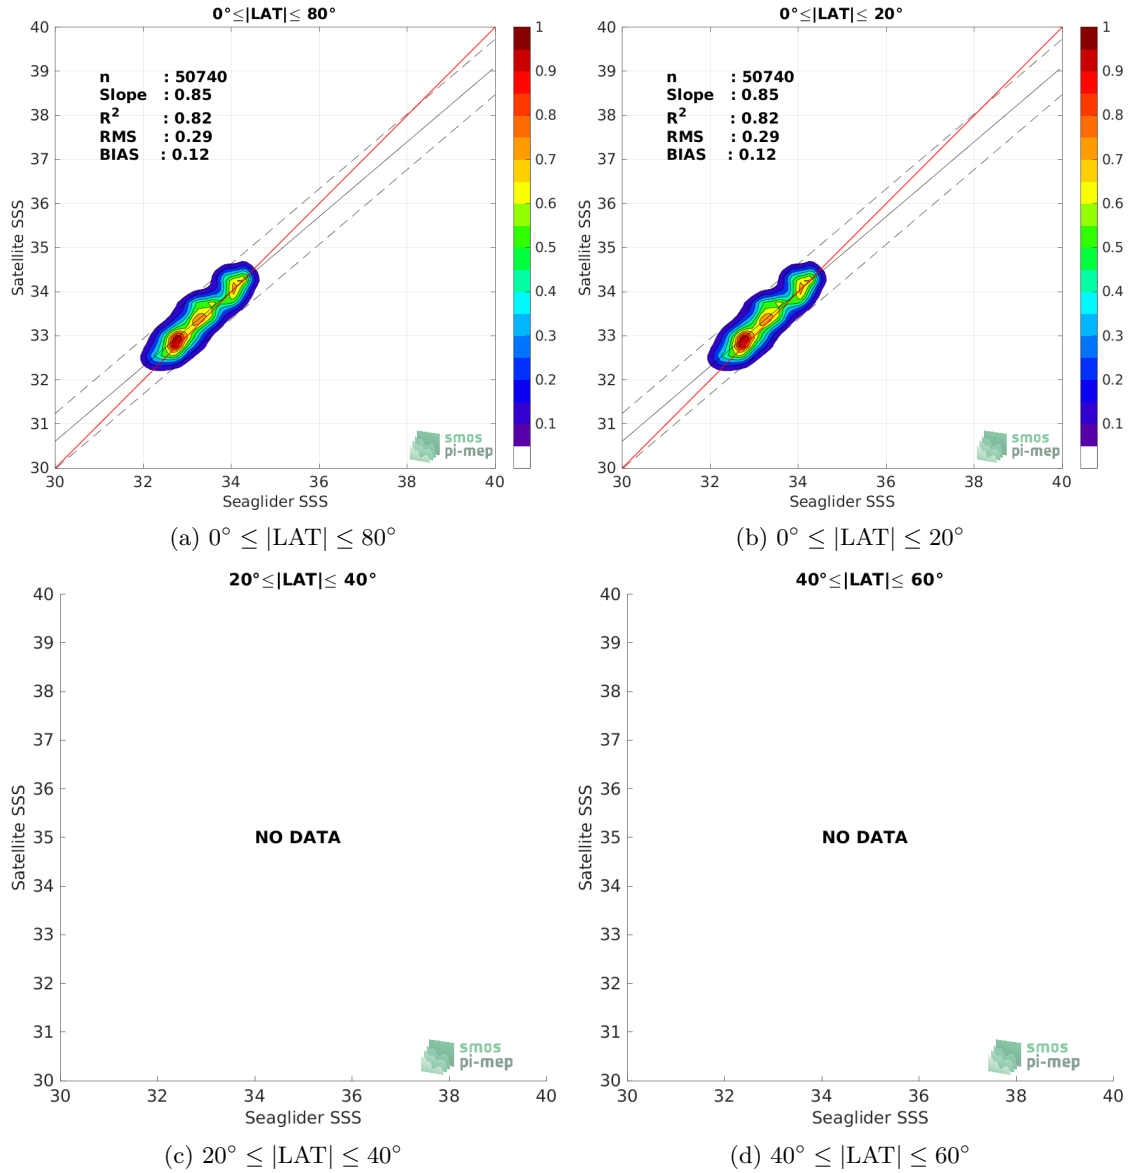 0°≤|LAT|≤ 80°
40
39
38
37
36
35
34
33
32
31
30
Satellite SSS
n : 50740
Slope : 0.85
R² : 0.82
RMS : 0.29
BIAS : 0.12
smos
pi-mep
30 32 34 36 38 40
Seaglider SSS
1
0.9
0.8
0.7
0.6
0.5
0.4
0.3
0.2
0.1
(a) 0° ≤ |LAT| ≤ 80°
0°≤|LAT|≤ 20°
40
39
38
37
36
35
34
33
32
31
30
Satellite SSS
n : 50740
Slope : 0.85
R² : 0.82
RMS : 0.29
BIAS : 0.12
smos
pi-mep
30 32 34 36 38 40
Seaglider SSS
1
0.9
0.8
0.7
0.6
0.5
0.4
0.3
0.2
0.1
(b) 0° ≤ |LAT| ≤ 20°
20°≤|LAT|≤ 40°
40
39
38
37
36
35
34
33
32
31
30
Satellite SSS
NO DATA
smos
pi-mep
30 32 34 36 38 40
Seaglider SSS
(c) 20° ≤ |LAT| ≤ 40°
40°≤|LAT|≤ 60°
40
39
38
37
36
35
34
33
32
31
30
Satellite SSS
NO DATA
smos
pi-mep
30 32 34 36 38 40
Seaglider SSS
(d) 40° ≤ |LAT| ≤ 60°